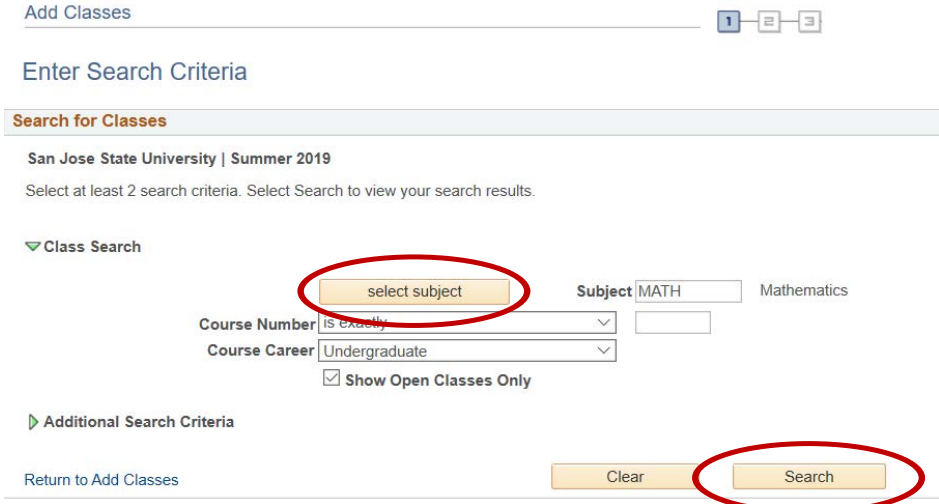 Add Classes
1 2 3
Enter Search Criteria
Search for Classes
San Jose State University | Summer 2019
Select at least 2 search criteria. Select Search to view your search results.
Class Search
select subject Subject MATH Mathematics
Course Number is exactly
Course Career Undergraduate
Show Open Classes Only
Additional Search Criteria
Return to Add Classes Clear Search